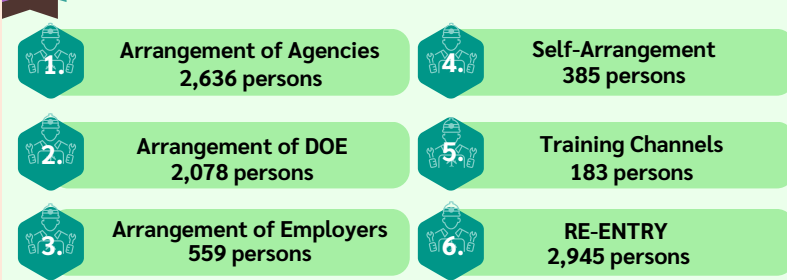 1.
Arrangement of Agencies
2,636 persons
2.
Arrangement of DOE
2,078 persons
3.
Arrangement of Employers
559 persons
4.
Self-Arrangement
385 persons
5.
Training Channels
183 persons
6.
RE-ENTRY
2,945 persons